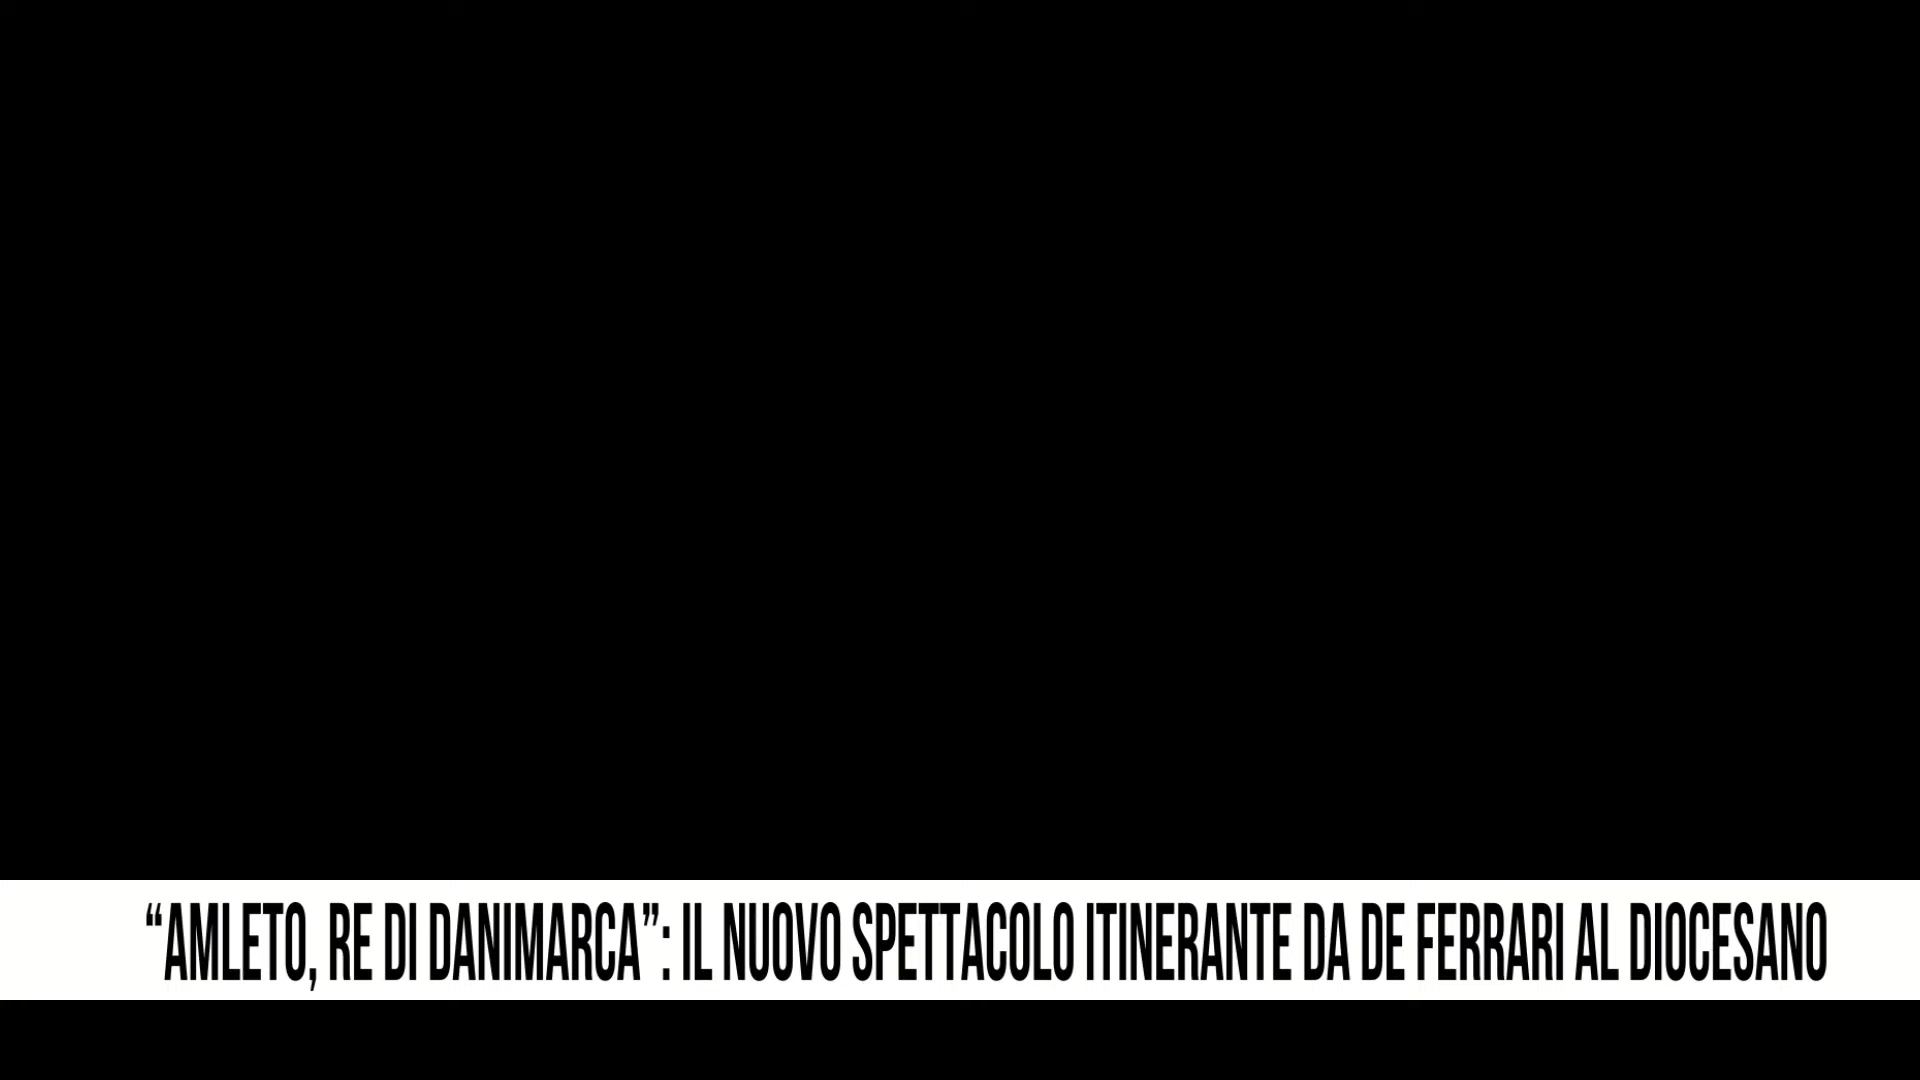 “AMLETO, RE DI DANIMARCA”: IL NUOVO SPETTACOLO ITINERANTE DA DE FERRARI AL DIOCESANO